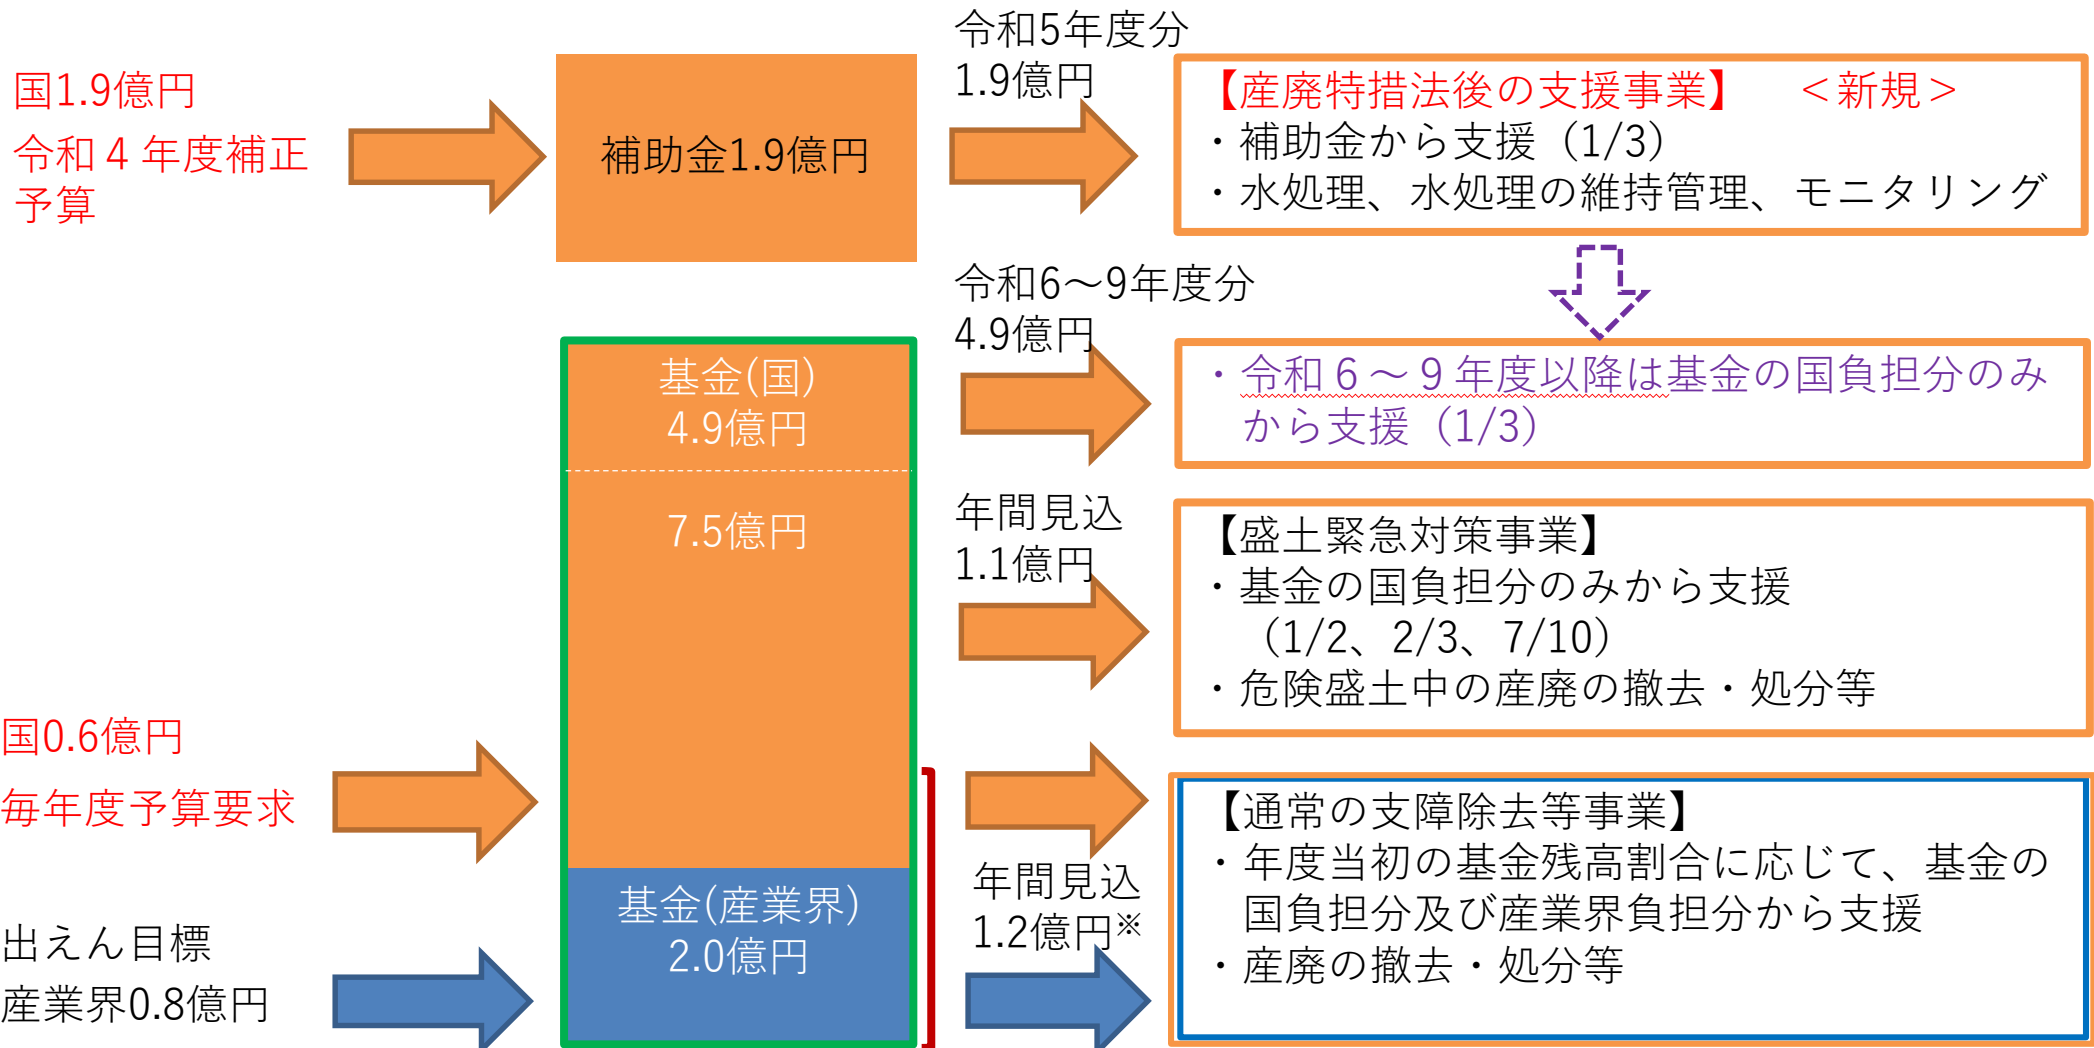 国1.9億円
令和４年度補正
予算
補助金1.9億円
令和5年度分
1.9億円
【産廃特措法後の支援事業】　＜新規＞
・補助金から支援（1/3）
・水処理、水処理の維持管理、モニタリング
令和6～9年度分
4.9億円
・令和６～９年度以降は基金の国負担分のみ
から支援（1/3）
基金(国)
4.9億円
7.5億円
年間見込
1.1億円
【盛土緊急対策事業】
・基金の国負担分のみから支援
（1/2、2/3、7/10）
・危険盛土中の産廃の撤去・処分等
国0.6億円
毎年度予算要求
出えん目標
産業界0.8億円
基金(産業界)
2.0億円
年間見込
1.2億円※
【通常の支障除去等事業】
・年度当初の基金残高割合に応じて、基金の
国負担分及び産業界負担分から支援
・産廃の撤去・処分等